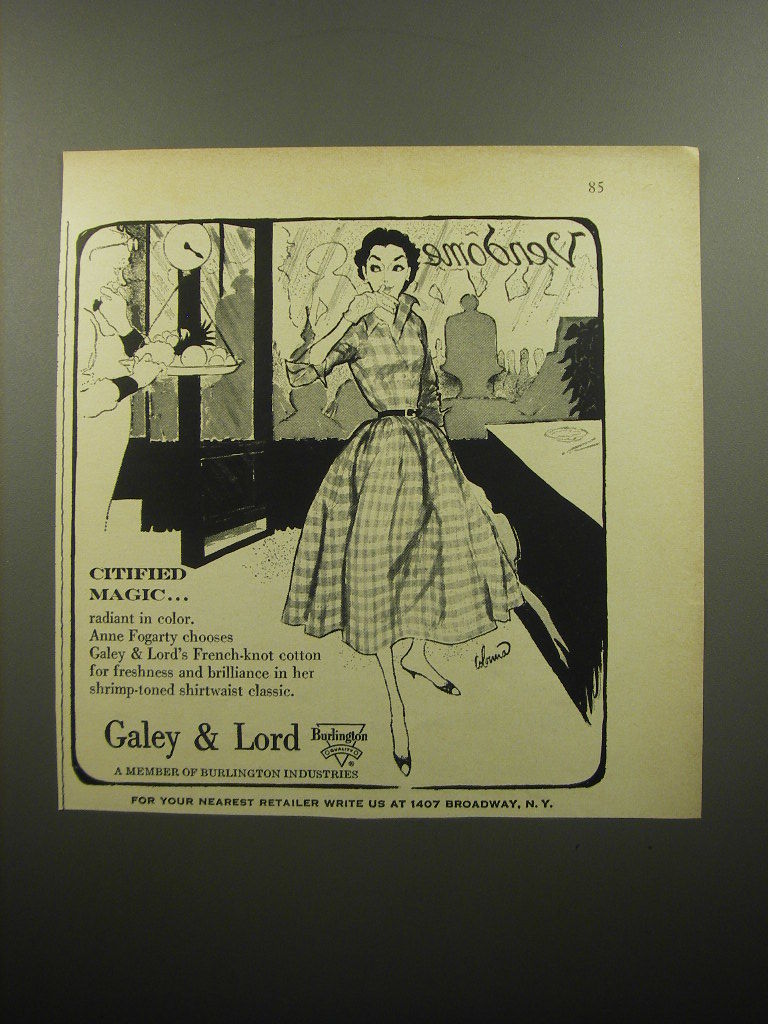 85
Vendôme
CITIFIED
MAGIC...
radiant in color.
Anne Fogarty chooses
Galey & Lord's French-knot cotton
for freshness and brilliance in her
shrimp-toned shirtwaist classic.
Galey & Lord
Burlington
QUALITY
®
A MEMBER OF BURLINGTON INDUSTRIES
FOR YOUR NEAREST RETAILER WRITE US AT 1407 BROADWAY, N. Y.